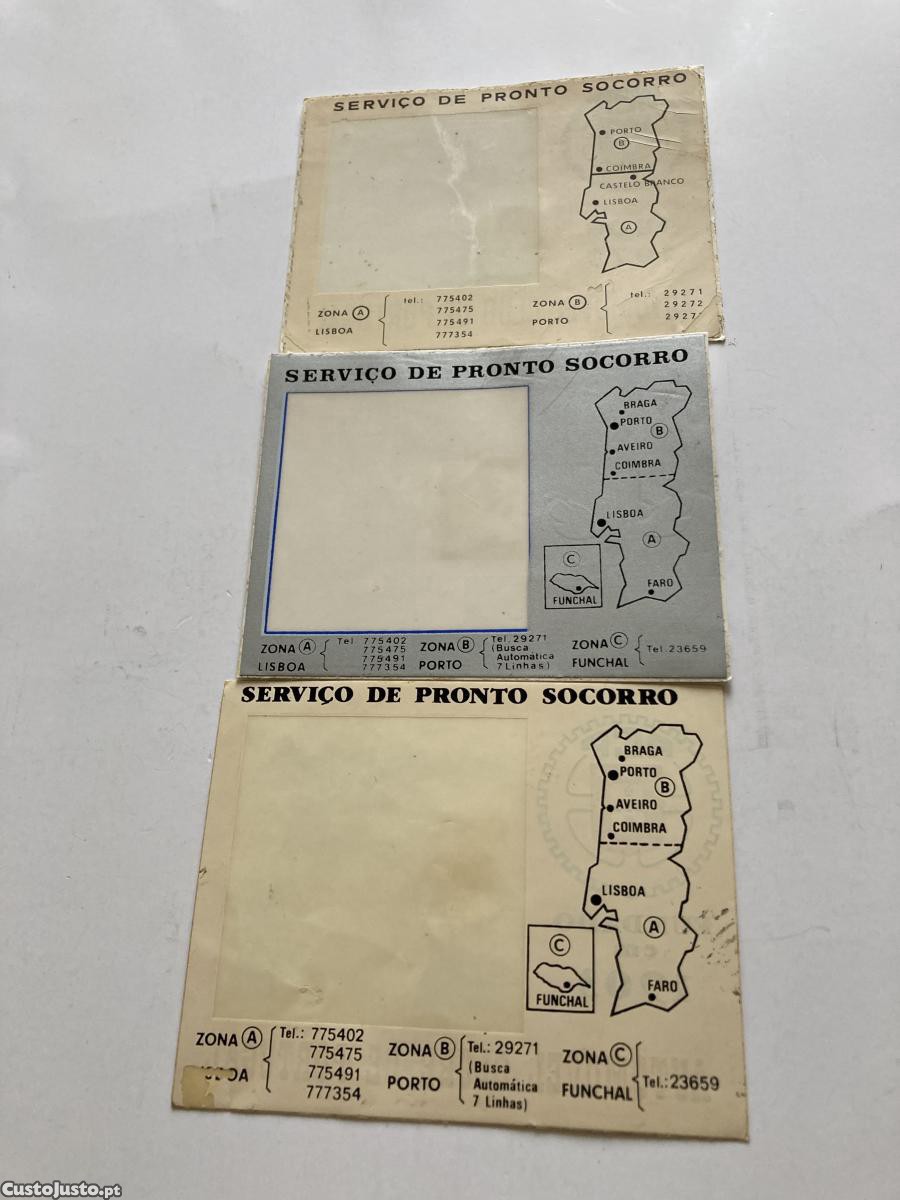 SERVIÇO DE PRONTO SOCORRO
PORTO
B
COIMBRA
CASTELO BRANCO
LISBOA
A
ZONA A
LISBOA
tel.: 775402
775475
775491
777354
ZONA B
PORTO
tel.: 29271
29272
2927
SERVIÇO DE PRONTO SOCORRO
BRAGA
PORTO
B
AVEIRO
COIMBRA
LISBOA
A
C
FUNCHAL
FARO
ZONA A
LISBOA
Tel 775402
775475
775491
777354
ZONA B
PORTO
Tel.29271
(Busca
Automática
7 Linhas)
ZONA C
FUNCHAL
Tel.23659
SERVIÇO DE PRONTO SOCORRO
BRAGA
PORTO
B
AVEIRO
COIMBRA
LISBOA
A
C
FUNCHAL
FARO
ZONA A
SBOA
Tel.: 775402
775475
775491
777354
ZONA B
PORTO
Tel.: 29271
(Busca
Automática
7 Linhas)
ZONA C
FUNCHAL
Tel.:23659
CustoJusto.pt